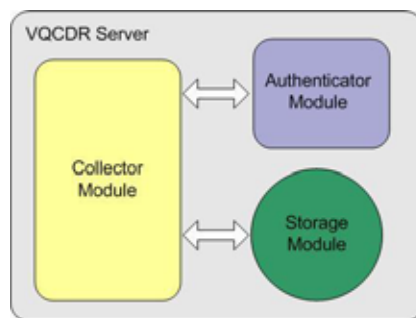 VQCDR Server
Authenticator
Module
Collector
Module
Storage
Module